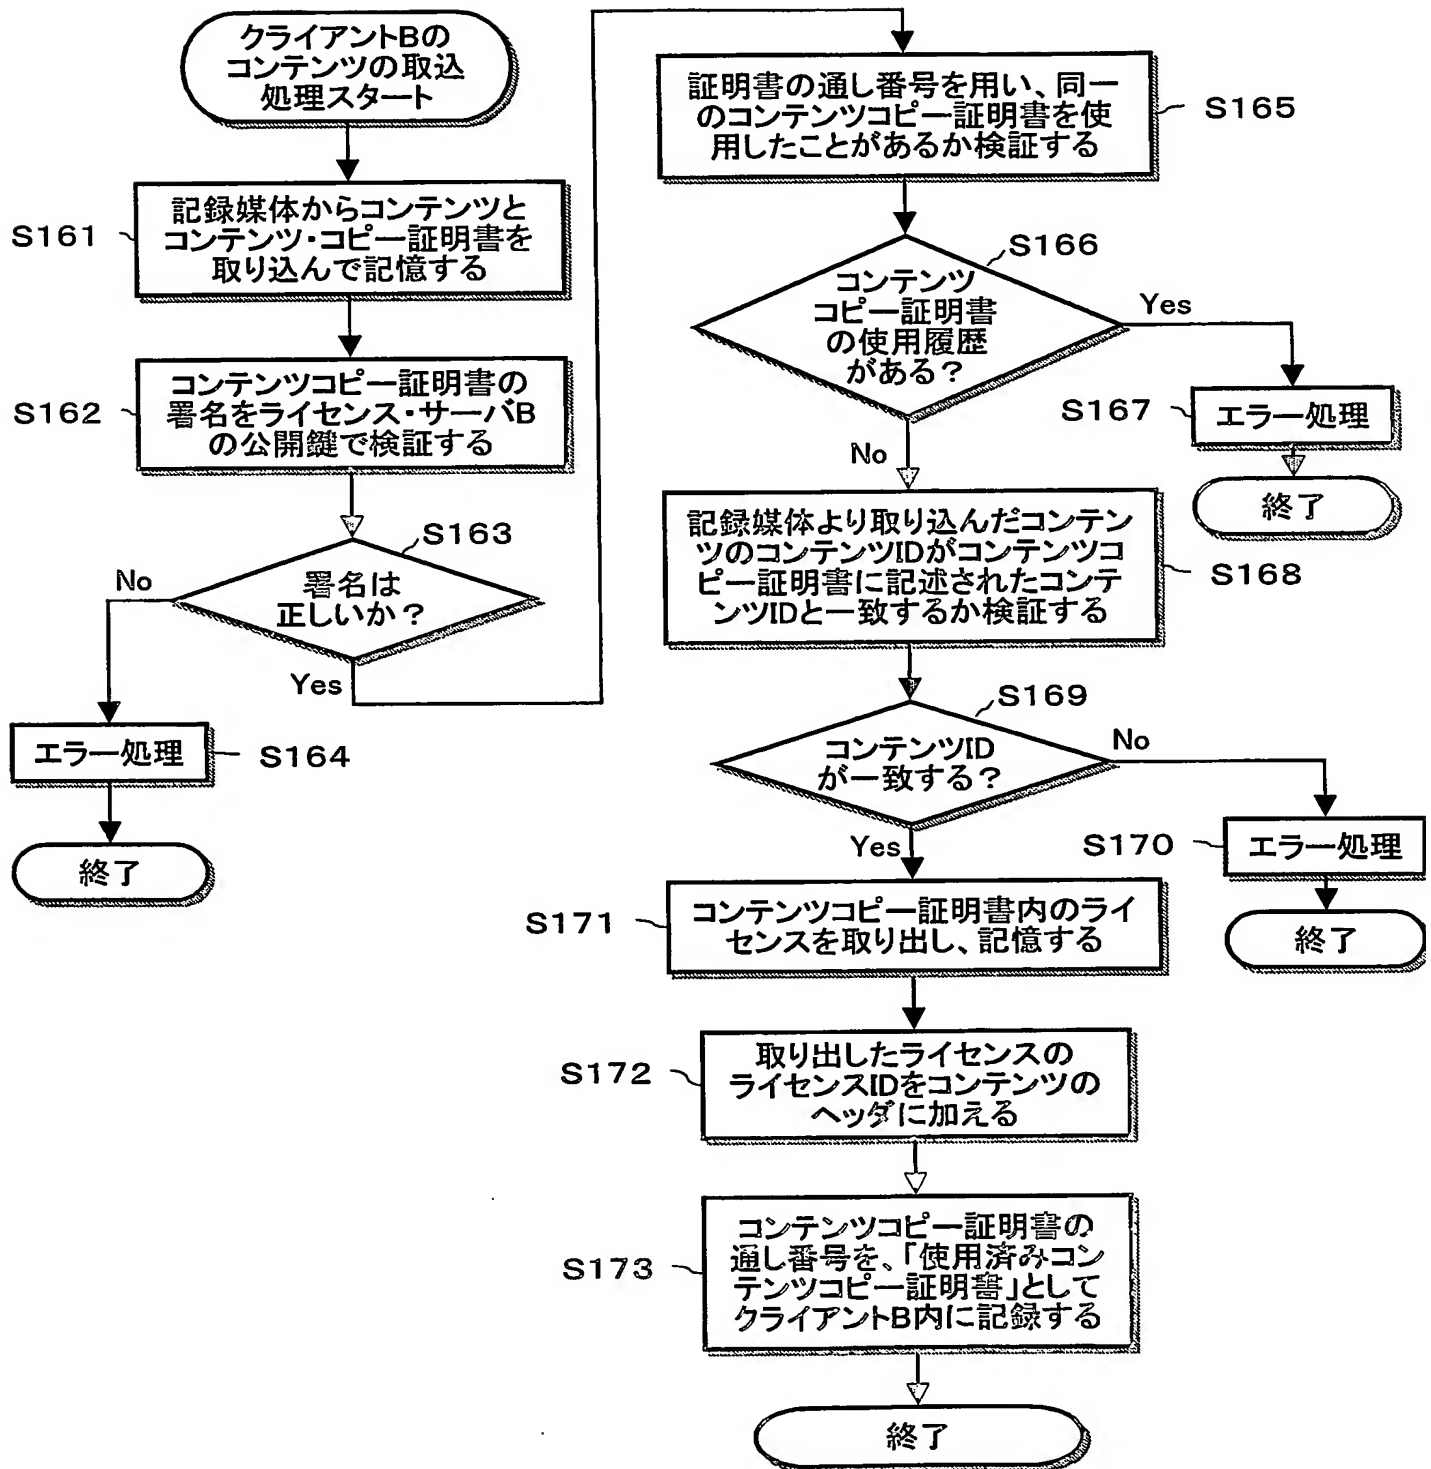 クライアントBの
コンテンツの取込
処理スタート
S161
記録媒体からコンテンツと
コンテンツ・コピー証明書を
取り込んで記憶する
S162
コンテンツコピー証明書の
署名をライセンス・サーバB
の公開鍵で検証する
S163
署名は
正しいか?
No
Yes
エラー処理
S164
終了
証明書の通し番号を用い、同一
のコンテンツコピー証明書を使
用したことがあるか検証する
S165
S166
コンテンツ
コピー証明書
の使用履歴
がある?
Yes
No
S167
エラー処理
終了
記録媒体より取り込んだコンテン
ツのコンテンツIDがコンテンツコ
ピー証明書に記述されたコンテ
ンツIDと一致するか検証する
S168
S169
コンテンツID
が一致する?
No
Yes
S170
エラー処理
終了
S171
コンテンツコピー証明書内のライ
センスを取り出し、記憶する
S172
取り出したライセンスの
ライセンスIDをコンテンツの
ヘッダに加える
S173
コンテンツコピー証明書の
通し番号を、「使用済みコン
テンツコピー証明書」として
クライアントB内に記録する
終了